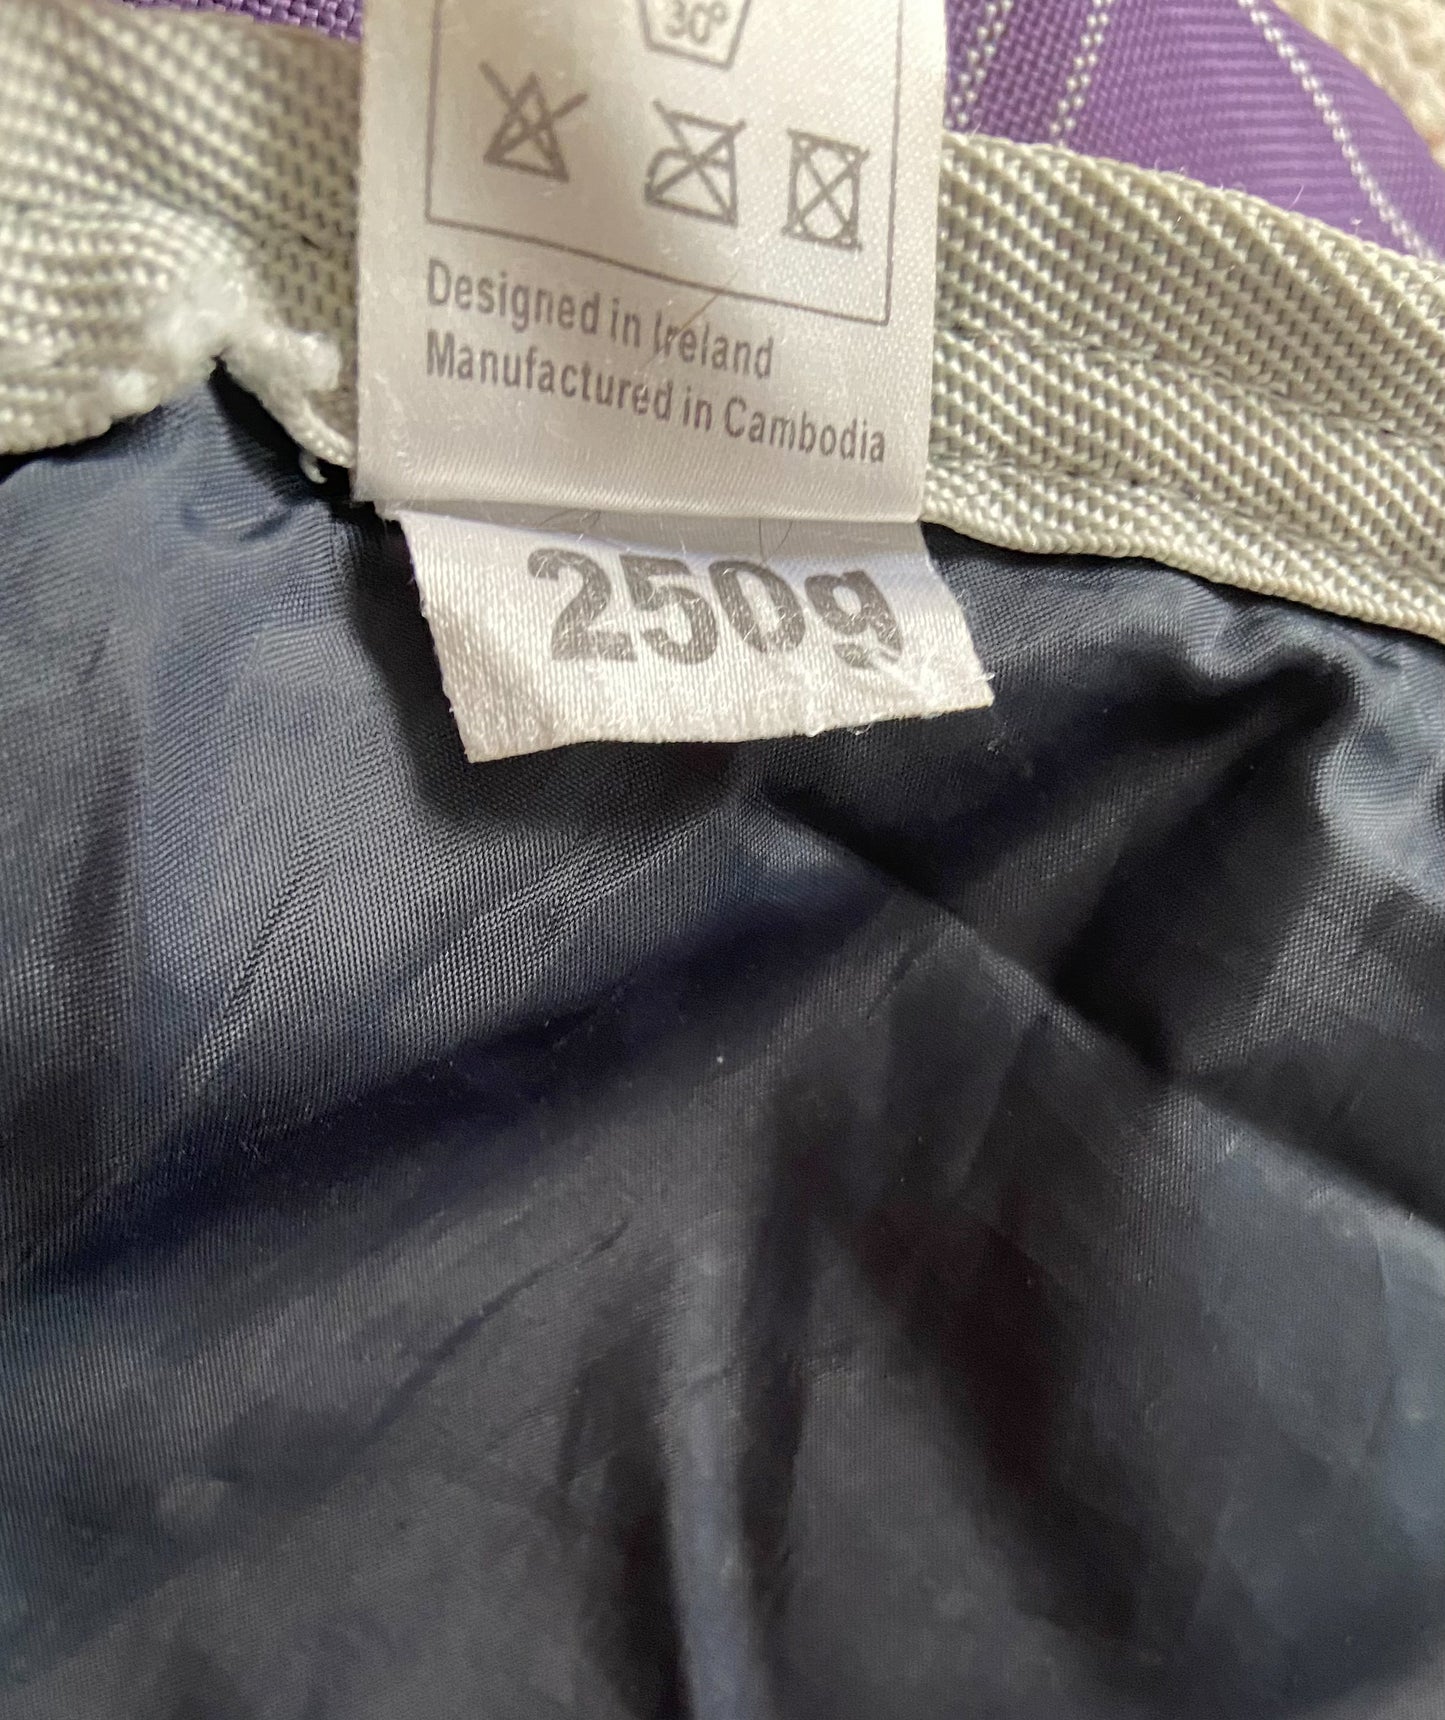 30°
Designed in Ireland
Manufactured in Cambodia
250g